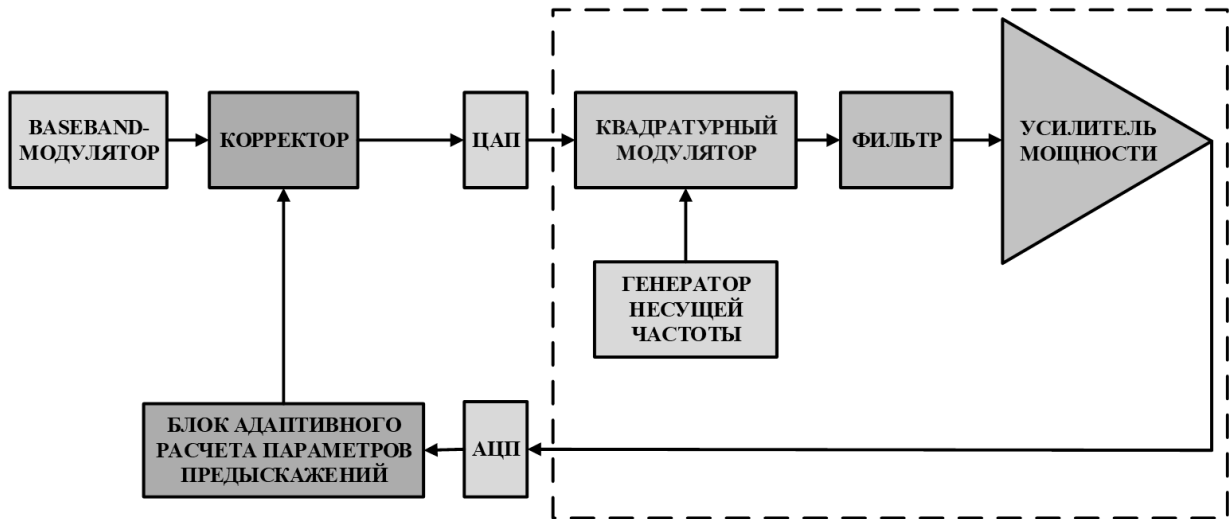 BASEBAND-
МОДУЛЯТОР
КОРРЕКТОР
ЦАП
КВАДРАТУРНЫЙ
МОДУЛЯТОР
ФИЛЬТР
УСИЛИТЕЛЬ
МОЩНОСТИ
ГЕНЕРАТОР
НЕСУЩЕЙ
ЧАСТОТЫ
БЛОК АДАПТИВНОГО
РАСЧЕТА ПАРАМЕТРОВ
ПРЕДЫСКАЖЕНИЙ
АЦП